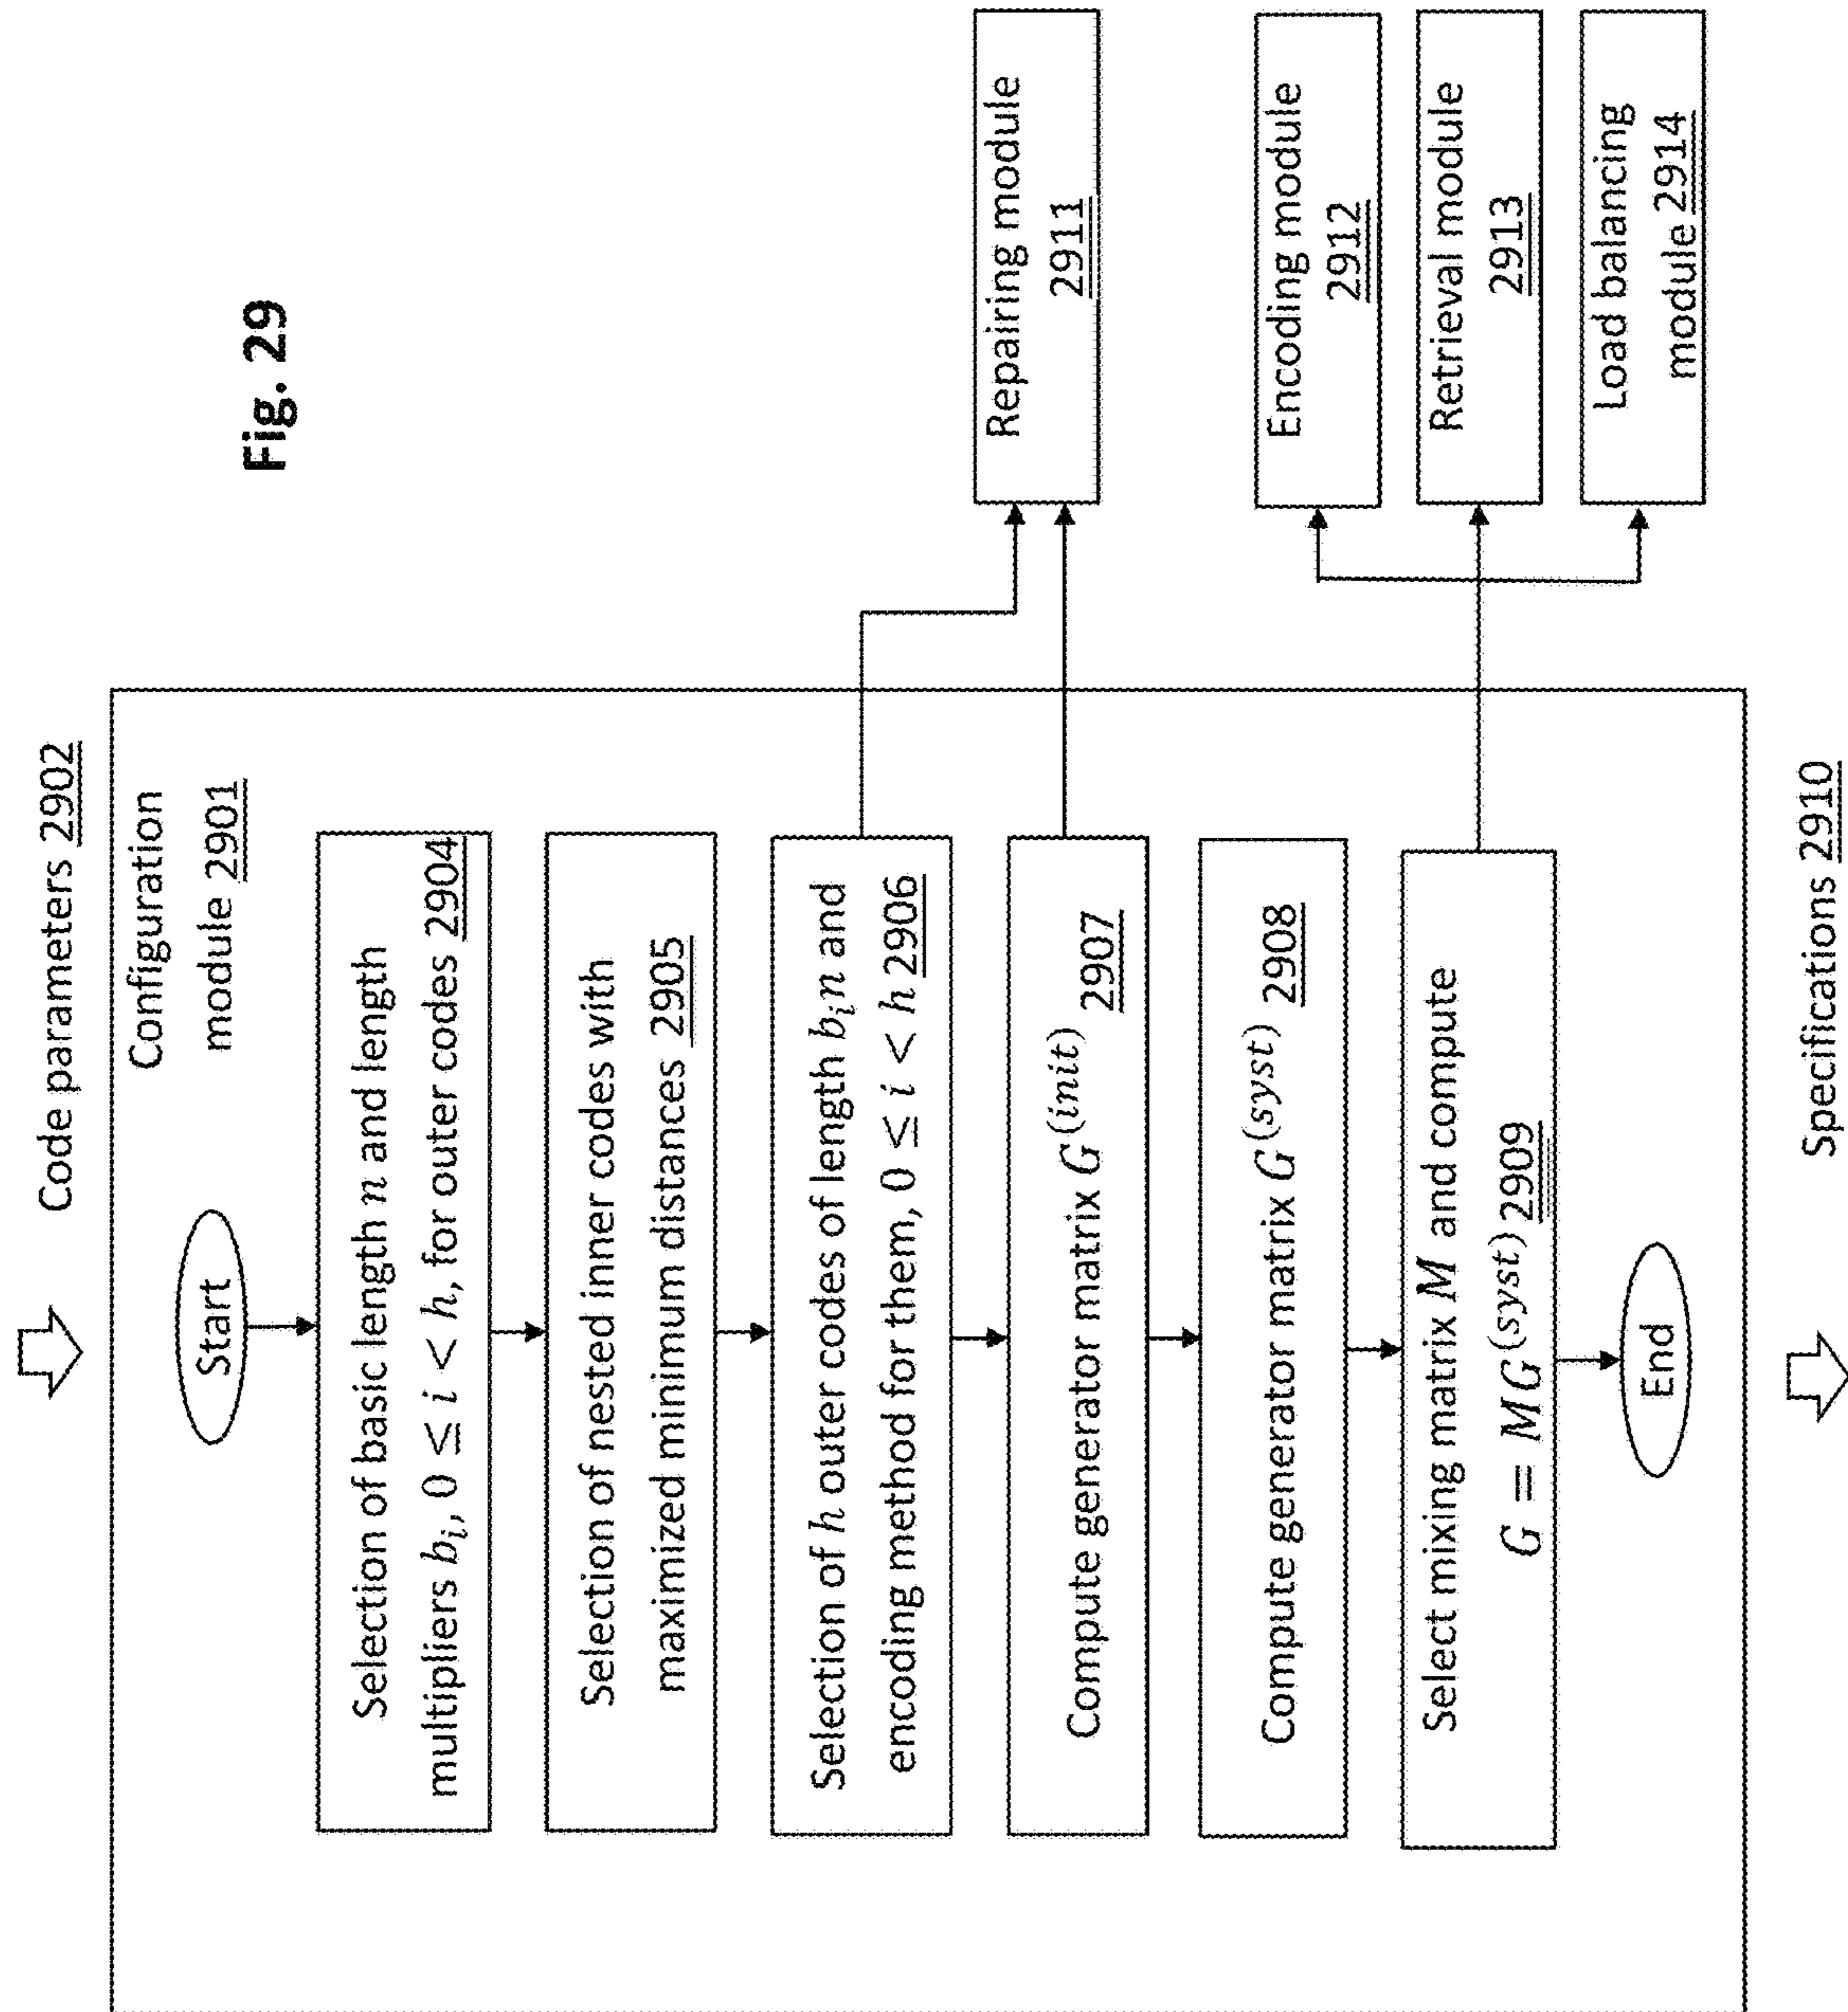 Fig. 29
Code parameters 2902
Configuration
module 2901
Start
Selection of basic length n and length
multipliers bᵢ, 0 ≤ i < h, for outer codes 2904
Selection of nested inner codes with
maximized minimum distances 2905
Selection of h outer codes of length bᵢn and
encoding method for them, 0 ≤ i < h 2906
Compute generator matrix G^(init) 2907
Compute generator matrix G^(syst) 2908
Select mixing matrix M and compute
G = MG^(syst) 2909
End
Specifications 2910
Repairing module
2911
Encoding module
2912
Retrieval module
2913
Load balancing
module 2914